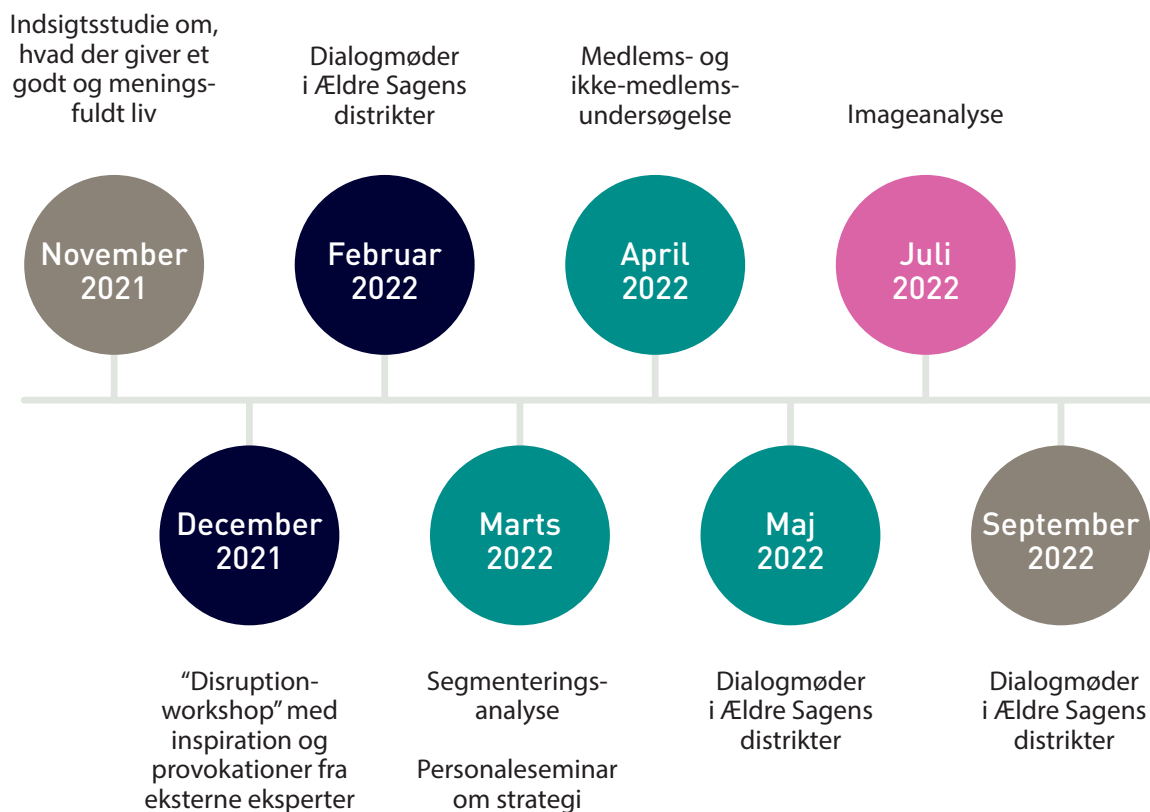 Indsigtsstudie om,
hvad der giver et
godt og menings-
fuldt liv
November
2021
"Disruption-
workshop" med
inspiration og
provokationer fra
eksterne eksperter
December
2021
Dialogmøder
i Ældre Sagens
distrikter
Februar
2022
Marts
2022
Segmenterings-
analyse
Personaleseminar
om strategi
Medlems- og
ikke-medlems-
undersøgelse
April
2022
Maj
2022
Dialogmøder
i Ældre Sagens
distrikter
Imageanalyse
Juli
2022
September
2022
Dialogmøder
i Ældre Sagens
distrikter